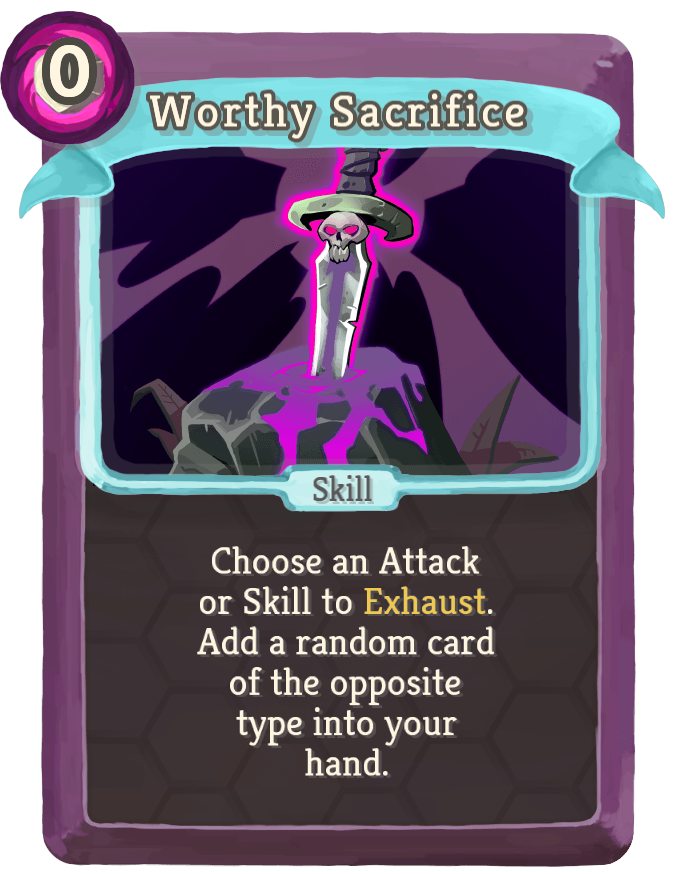 0
Worthy Sacrifice
Skill
Choose an Attack
or Skill to Exhaust.
Add a random card
of the opposite
type into your
hand.